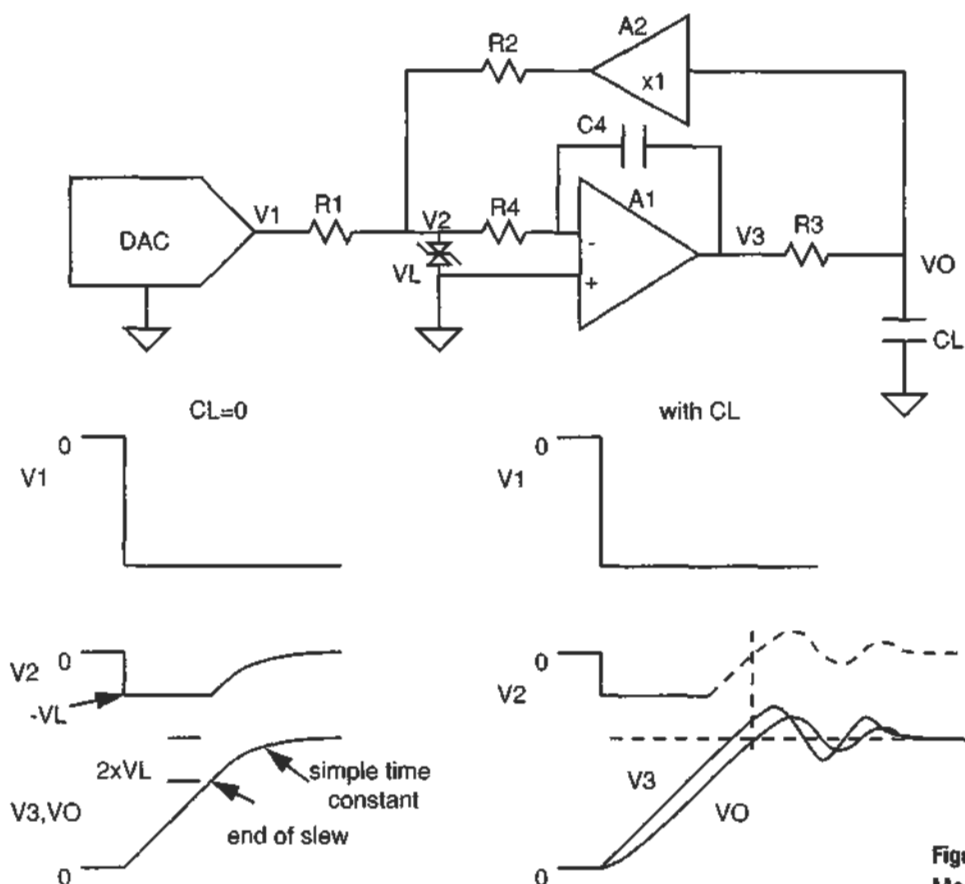 A2
R2
x1
C4
V1 R1 V2 R4 A1 V3 R3
DAC
-
VL
+
VO
CL
CL=0
with CL
0
V1
0
V1
0
V2
-VL
0
V2
2xVL
simple time
constant
V3,VO
end of slew
0
V3
VO
0
Figu